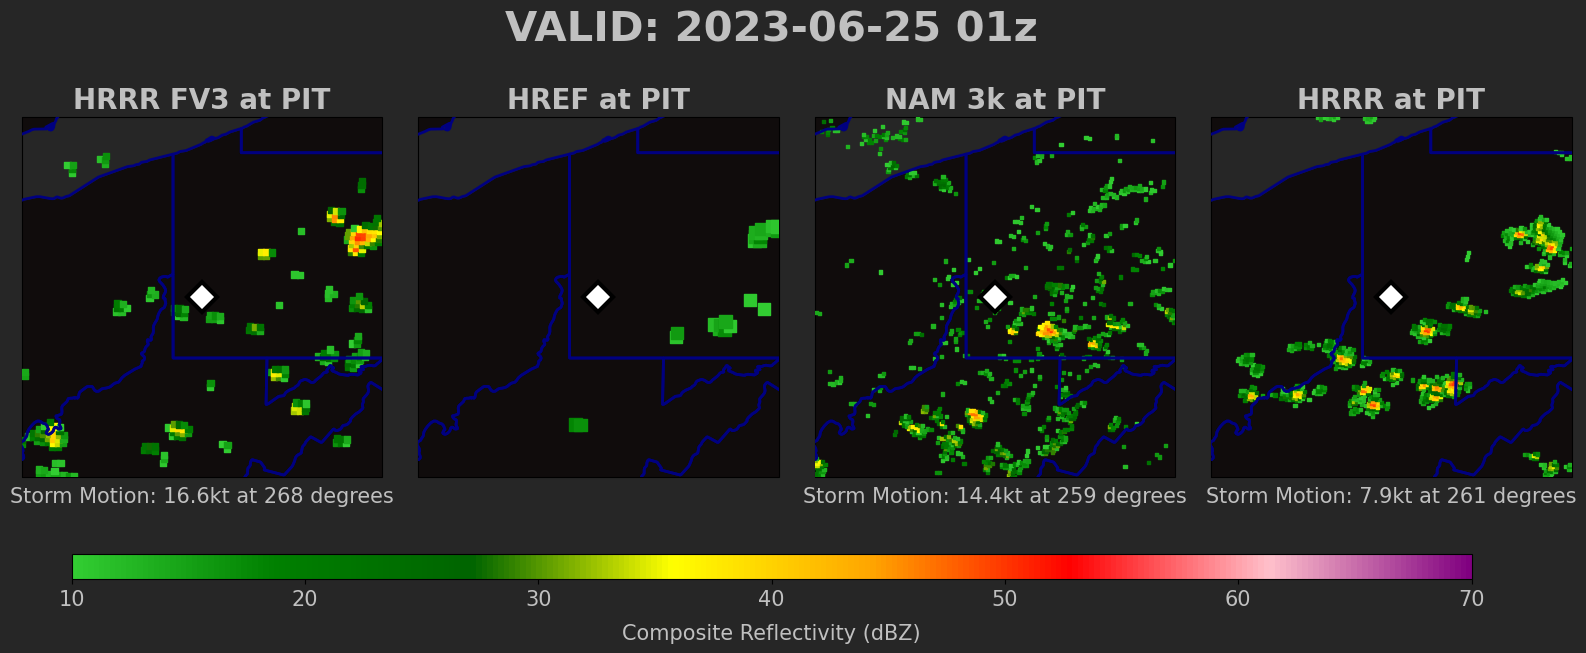 VALID: 2023-06-25 01z
HRRR FV3 at PIT
HREF at PIT
NAM 3k at PIT
HRRR at PIT
Storm Motion: 16.6kt at 268 degrees
Storm Motion: 14.4kt at 259 degrees
Storm Motion: 7.9kt at 261 degrees
10 20 30 40 50 60 70
Composite Reflectivity (dBZ)